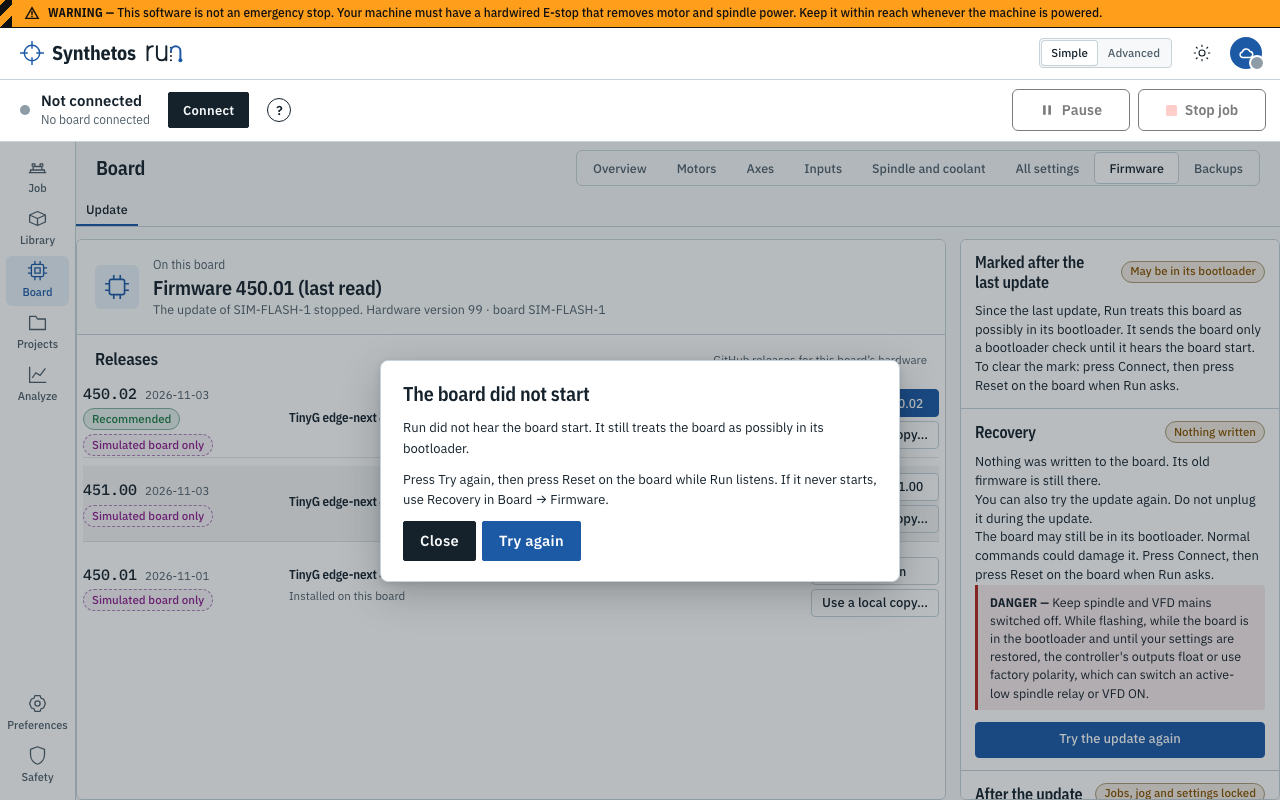 WARNING — This software is not an emergency stop. Your machine must have a hardwired E-stop that removes motor and spindle power. Keep it within reach whenever the machine is powered.
Synthetos run
Simple
Advanced
Not connected
No board connected
Connect
?
Pause
Stop job
Job
Library
Board
Projects
Analyze
Preferences
Safety
Board
Overview
Motors
Axes
Inputs
Spindle and coolant
All settings
Firmware
Backups
Update
On this board
Firmware 450.01 (last read)
The update of SIM-FLASH-1 stopped. Hardware version 99 · board SIM-FLASH-1
Releases
GitHub releases for this board's hardware
450.02 2026-11-03
Recommended
Simulated board only
TinyG edge-next
451.00 2026-11-03
Simulated board only
TinyG edge-next
450.01 2026-11-01
Simulated board only
TinyG edge-next
Installed on this board
Use a local copy...
The board did not start
Run did not hear the board start. It still treats the board as possibly in its
bootloader.
Press Try again, then press Reset on the board while Run listens. If it never starts,
use Recovery in Board → Firmware.
Close
Try again
Marked after the
last update
May be in its bootloader
Since the last update, Run treats this board as
possibly in its bootloader. It sends the board only
a bootloader check until it hears the board start.
To clear the mark: press Connect, then press
Reset on the board when Run asks.
Recovery
Nothing written
Nothing was written to the board. Its old
firmware is still there.
You can also try the update again. Do not unplug
it during the update.
The board may still be in its bootloader. Normal
commands could damage it. Press Connect, then
press Reset on the board when Run asks.
DANGER — Keep spindle and VFD mains
switched off. While flashing, while the board is
in the bootloader and until your settings are
restored, the controller's outputs float or use
factory polarity, which can switch an active-
low spindle relay or VFD ON.
Try the update again
After the update
Jobs, jog and settings locked